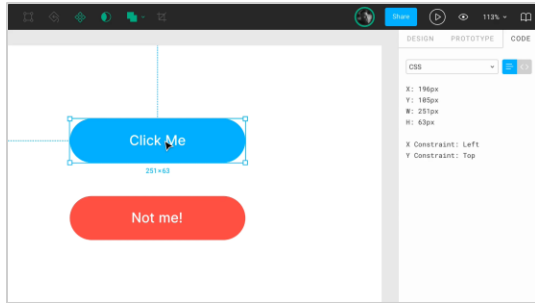 Share
113%
DESIGN PROTOTYPE CODE
CSS
X: 196px
Y: 185px
W: 251px
H: 63px
X Constraint: Left
Y Constraint: Top
Click Me
251×63
Not me!